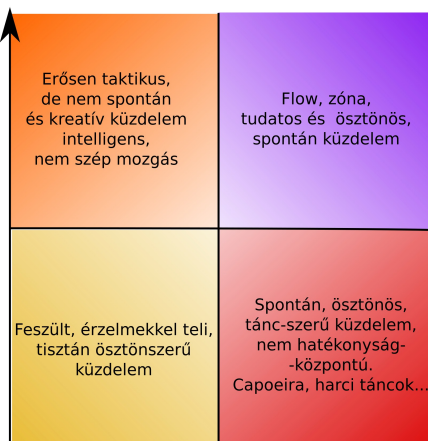 Erősen taktikus,
de nem spontán
és kreatív küzdelem
intelligens,
nem szép mozgás
Flow, zóna,
tudatos és  ösztönös,
spontán küzdelem
Feszült, érzelmekkel teli,
tisztán ösztönszerű
küzdelem
Spontán, ösztönös,
tánc-szerű küzdelem,
nem hatékonyság-
-központú.
Capoeira, harci táncok...